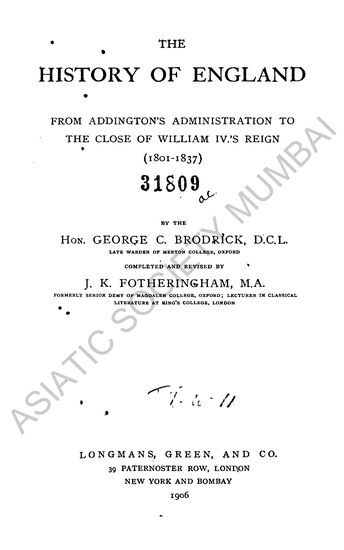 THE
HISTORY OF ENGLAND
FROM ADDINGTON'S ADMINISTRATION TO
THE CLOSE OF WILLIAM IV.'S REIGN
(1801-1837)
31809
BY THE
HON. GEORGE C. BRODRICK, D.C.L.
LATE WARDEN OF MERTON COLLEGE, OXFORD
COMPLETED AND REVISED BY
J. K. FOTHERINGHAM, M.A.
FORMERLY SENIOR DEMY OF MAGDALEN COLLEGE, OXFORD; LECTURER IN CLASSICAL
LITERATURE AT KING'S COLLEGE, LONDON
LONGMANS, GREEN, AND CO.
39 PATERNOSTER ROW, LONDON
NEW YORK AND BOMBAY
1906
ASIATIC SOCIETY MUMBAI